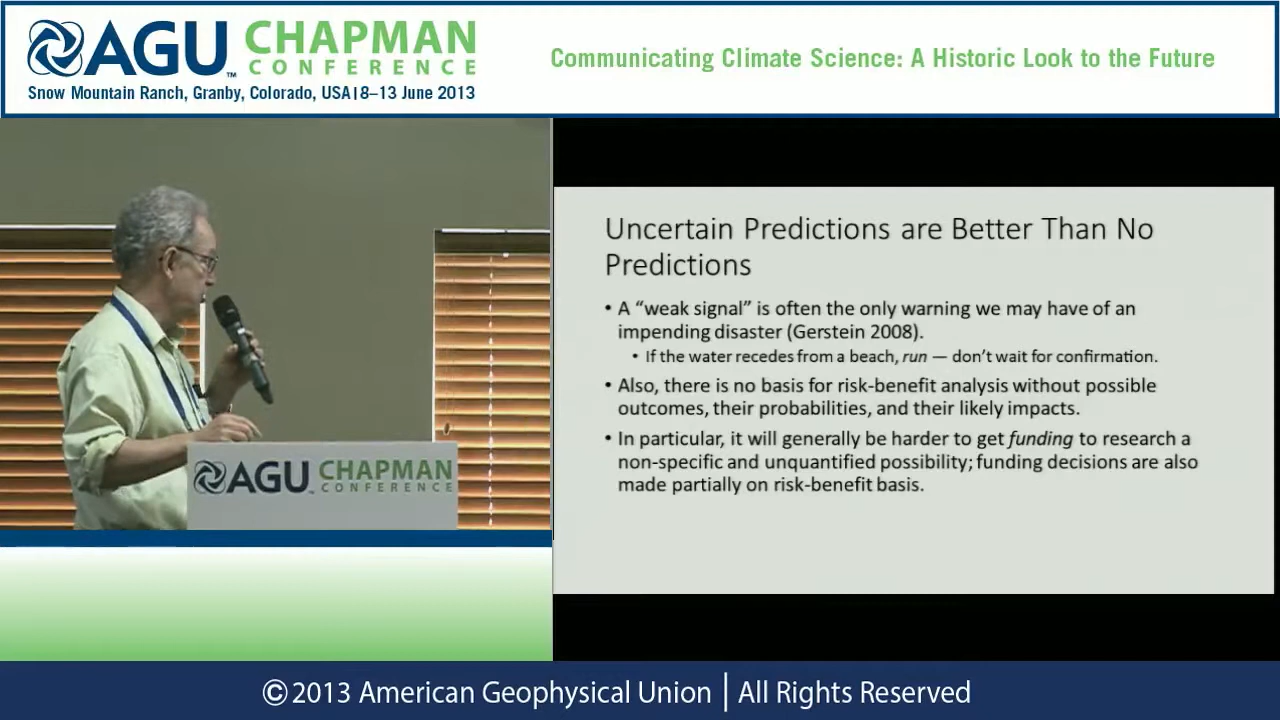 AGU CHAPMAN
™ CONFERENCE
Snow Mountain Ranch, Granby, Colorado, USA|8–13 June 2013
Communicating Climate Science: A Historic Look to the Future
Uncertain Predictions are Better Than No
Predictions
• A “weak signal” is often the only warning we may have of an
impending disaster (Gerstein 2008).
• If the water recedes from a beach, run — don’t wait for confirmation.
• Also, there is no basis for risk-benefit analysis without possible
outcomes, their probabilities, and their likely impacts.
• In particular, it will generally be harder to get funding to research a
non-specific and unquantified possibility; funding decisions are also
made partially on risk-benefit basis.
AGU CHAPMAN
CONFERENCE
©2013 American Geophysical Union | All Rights Reserved